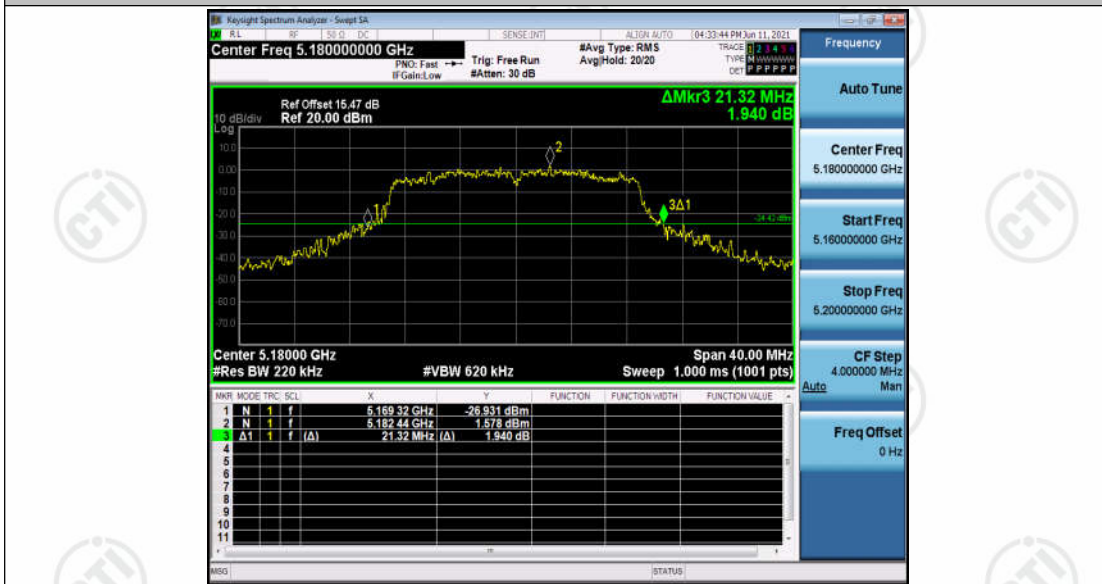 Keysight Spectrum Analyzer - Swept SA
RL RF 50 Ω DC SENSE:INT ALIGN AUTO 04:33:44 PM Jun 11, 2021
Center Freq 5.180000000 GHz #Avg Type: RMS TRACE 1 2 3 4 5 6
PNO: Fast Trig: Free Run Avg|Hold: 20/20 TYPE M WWWWW
IFGain:Low #Atten: 30 dB DET P P P P P P
Frequency
Auto Tune
Center Freq
5.180000000 GHz
Start Freq
5.160000000 GHz
Stop Freq
5.200000000 GHz
CF Step
4.000000 MHz
Auto Man
Freq Offset
0 Hz
ΔMkr3 21.32 MHz
1.940 dB
Ref Offset 15.47 dB
10 dB/div Ref 20.00 dBm
Log
10.0
0.00
-10.0
-20.0
-30.0
-40.0
-50.0
-60.0
-70.0
1
2
3Δ1
-24.42 dBm
Center 5.18000 GHz Span 40.00 MHz
#Res BW 220 kHz #VBW 620 kHz Sweep 1.000 ms (1001 pts)
MKR MODE TRC SCL X Y FUNCTION FUNCTION WIDTH FUNCTION VALUE
1 N 1 f 5.169 32 GHz -26.931 dBm
2 N 1 f 5.182 44 GHz 1.578 dBm
3 Δ1 1 f (Δ) 21.32 MHz (Δ) 1.940 dB
4
5
6
7
8
9
10
11
MSG STATUS
CTI
CTI
CTI
CTI